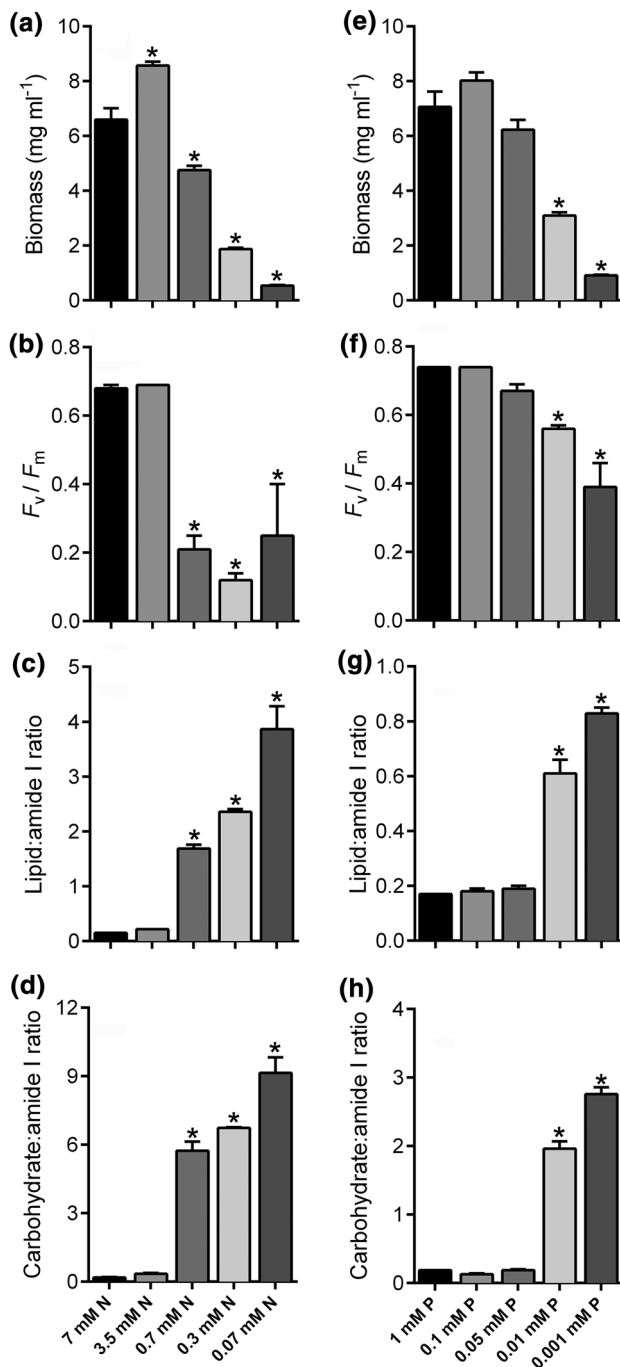 (a)
Biomass (mg ml⁻¹)
10
8
6
4
2
0
*
*
*
*
(e)
Biomass (mg ml⁻¹)
10
8
6
4
2
0
*
*
(b)
Fv / Fm
0.8
0.6
0.4
0.2
0.0
*
*
*
(f)
Fv / Fm
0.8
0.6
0.4
0.2
0.0
*
*
(c)
Lipid:amide I ratio
5
4
3
2
1
0
*
*
*
(g)
Lipid:amide I ratio
1.0
0.8
0.6
0.4
0.2
0.0
*
*
(d)
Carbohydrate:amide I ratio
12
9
6
3
0
*
*
*
7 mM N
3.5 mM N
0.7 mM N
0.3 mM N
0.07 mM N
(h)
Carbohydrate:amide I ratio
4
3
2
1
0
*
*
1 mM P
0.1 mM P
0.05 mM P
0.01 mM P
0.001 mM P